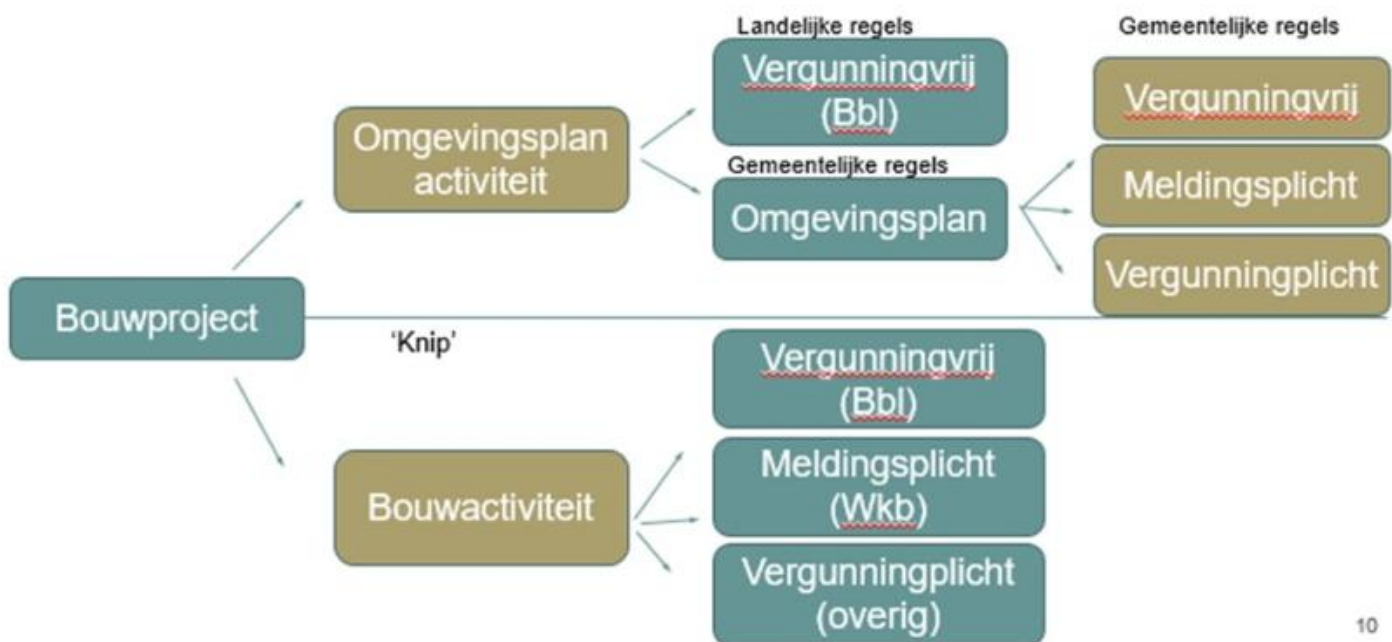 Landelijke regels
Gemeentelijke regels
Vergunningvrij
(Bbl)
Vergunningvrij
Omgevingsplan
activiteit
Gemeentelijke regels
Meldingsplicht
Omgevingsplan
Vergunningplicht
Bouwproject
'Knip'
Vergunningvrij
(Bbl)
Meldingsplicht
(Wkb)
Bouwactiviteit
Vergunningplicht
(overig)
10